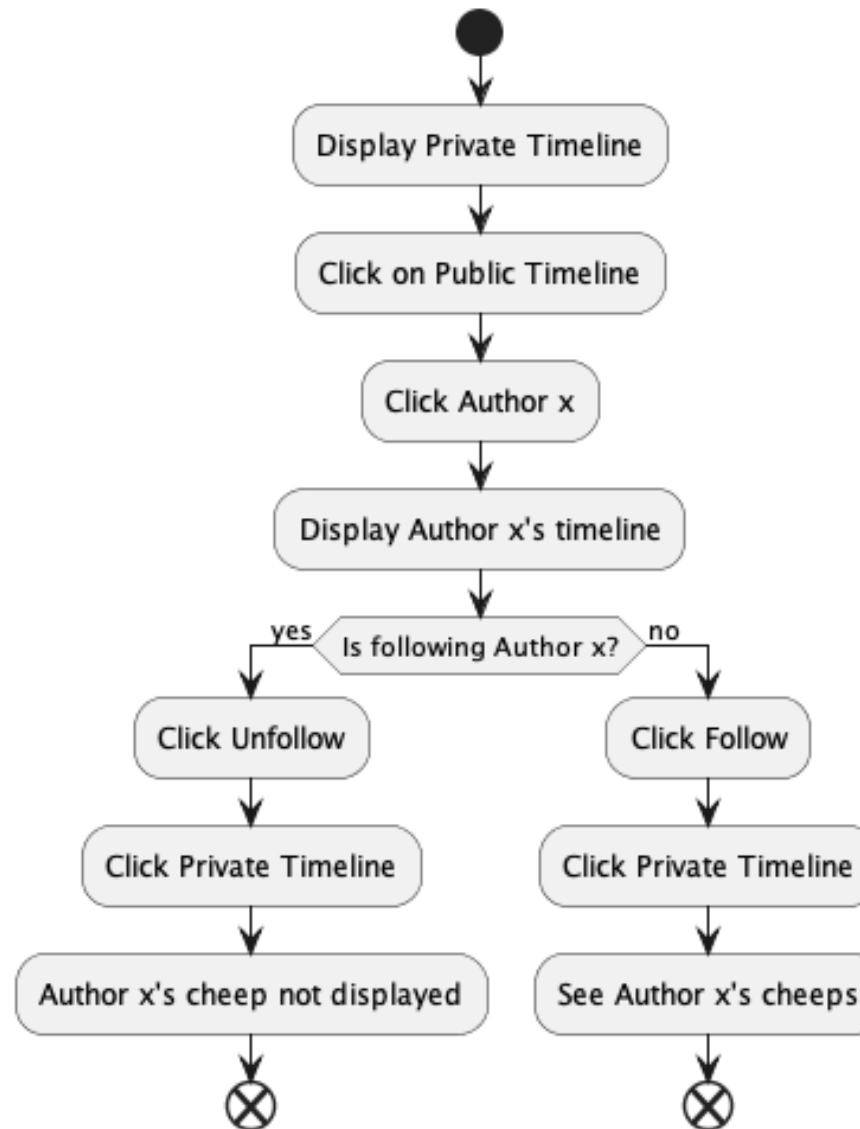 Display Private Timeline
Click on Public Timeline
Click Author x
Display Author x's timeline
yes
Is following Author x?
no
Click Unfollow
Click Follow
Click Private Timeline
Click Private Timeline
Author x's cheep not displayed
See Author x's cheeps